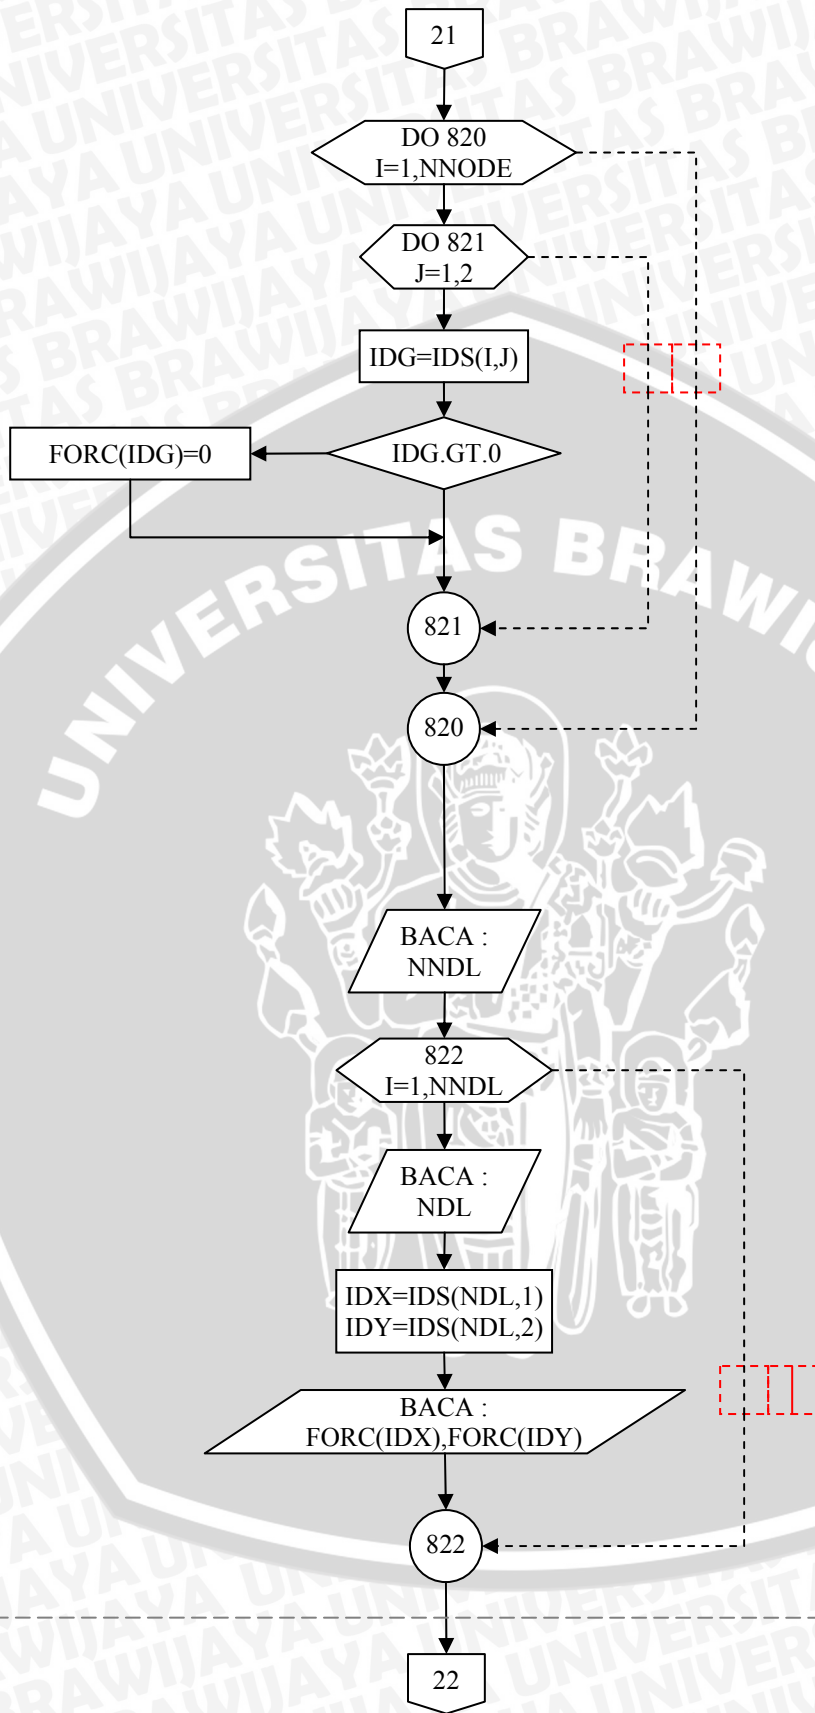 21
DO 820
I=1,NNODE
DO 821
J=1,2
IDG=IDS(I,J)
FORC(IDG)=0
IDG.GT.0
UNIVERSITAS BRAWIJ
821
820
BACA :
NNDL
822
I=1,NNDL
BACA :
NDL
IDX=IDS(NDL,1)
IDY=IDS(NDL,2)
BACA :
FORC(IDX),FORC(IDY)
822
22